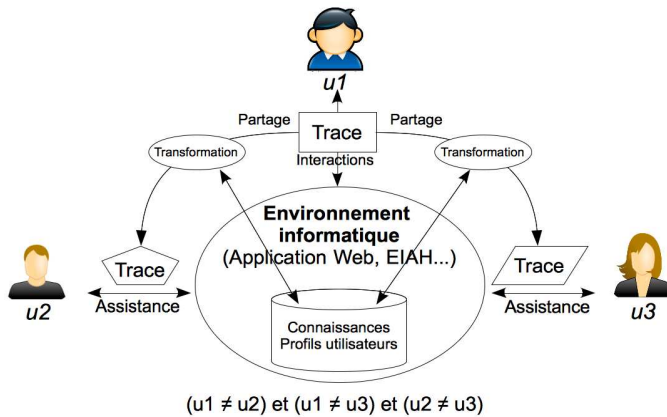 u1
Partage
Partage
Trace
Transformation
Transformation
Interactions
Environnement
informatique
(Application Web, EIAH...)
Trace
Trace
u2
Assistance
Assistance
u3
Connaissances
Profils utilisateurs
(u1 ≠ u2) et (u1 ≠ u3) et (u2 ≠ u3)